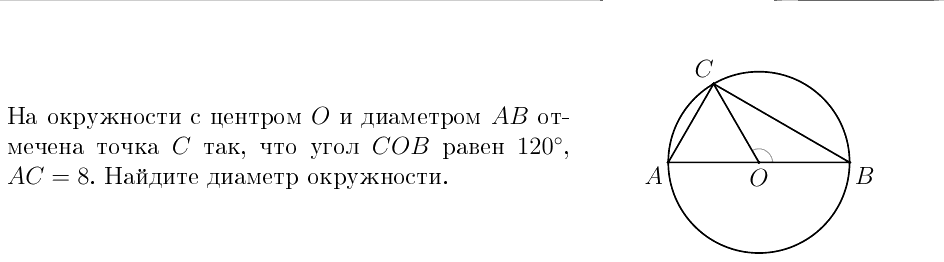 На окружности с центром O и диаметром AB от-
мечена точка C так, что угол COB равен 120°,
AC = 8. Найдите диаметр окружности.
C
A
O
B